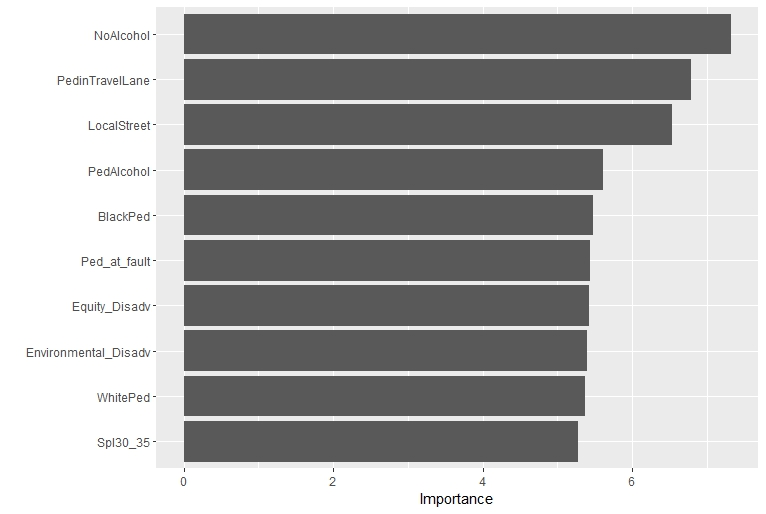 NoAlcohol
PedinTravelLane
LocalStreet
PedAlcohol
BlackPed
Ped_at_fault
Equity_Disadv
Environmental_Disadv
WhitePed
Spl30_35
0 2 4 6
Importance